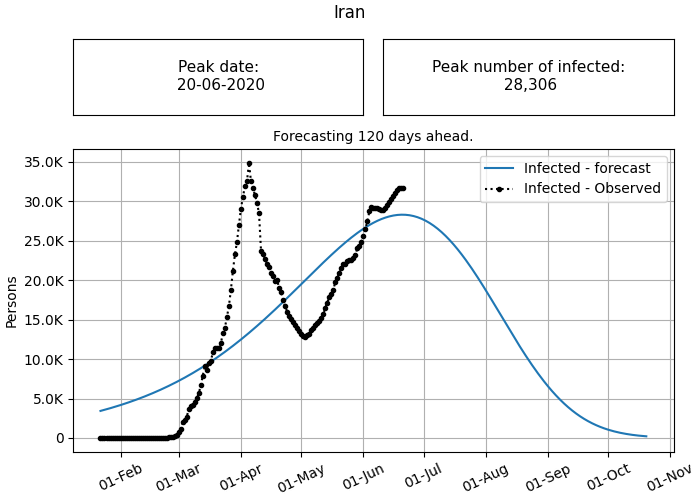 Iran
Peak date:
20-06-2020
Peak number of infected:
28,306
Forecasting 120 days ahead.
Infected - forecast
Infected - Observed
35.0K
30.0K
25.0K
20.0K
15.0K
10.0K
5.0K
0
Persons
01-Feb
01-Mar
01-Apr
01-May
01-Jun
01-Jul
01-Aug
01-Sep
01-Oct
01-Nov